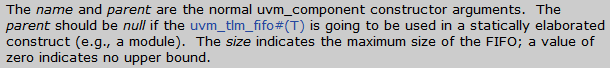 The name and parent are the normal uvm_component constructor arguments.  The
parent should be null if the uvm_tlm_fifo#(T) is going to be used in a statically elaborated
construct (e.g., a module).  The size indicates the maximum size of the FIFO; a value of
zero indicates no upper bound.